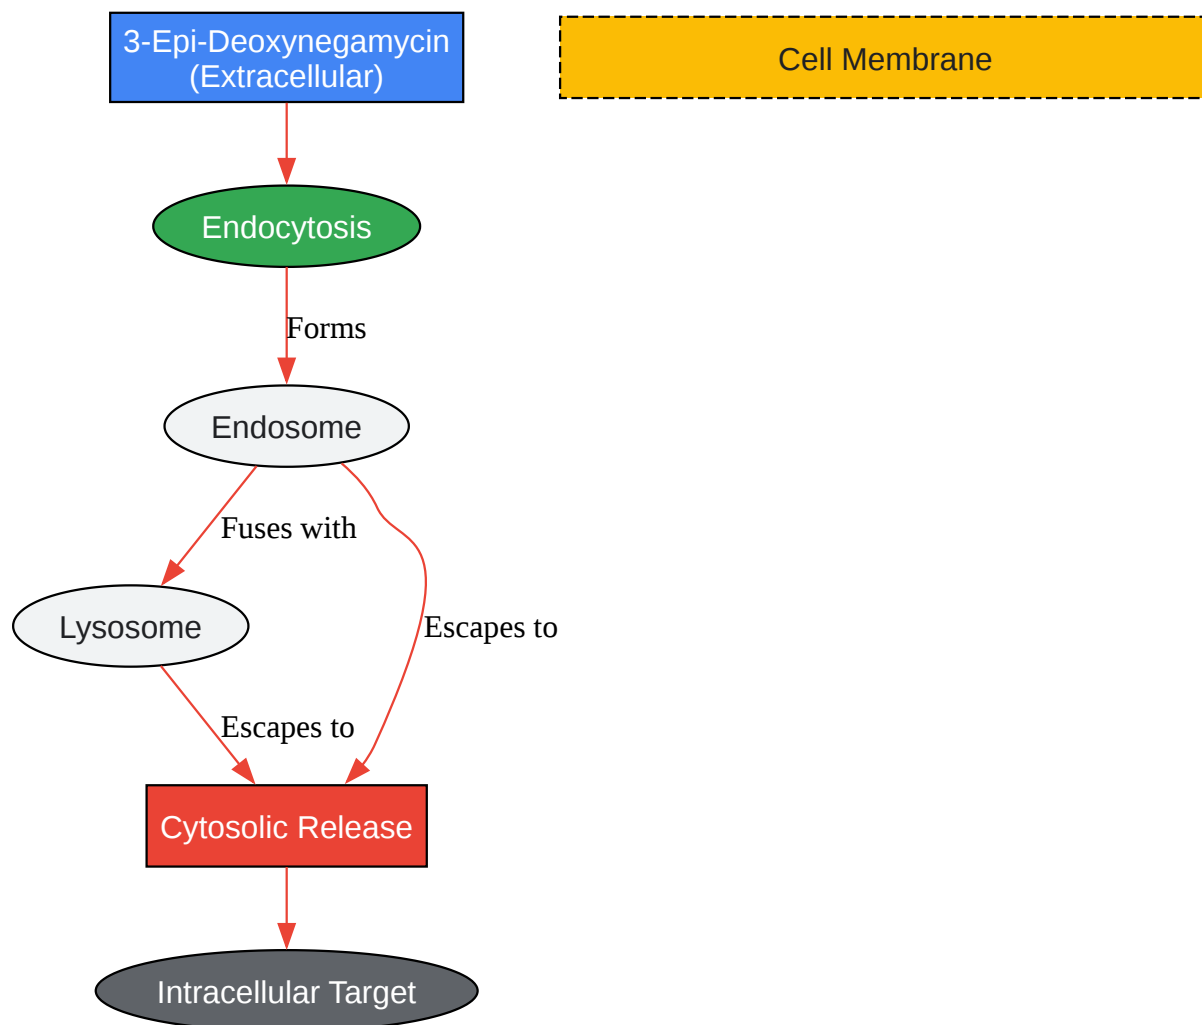 3-Epi-Deoxynegamycin
(Extracellular)
Cell Membrane
Endocytosis
Forms
Endosome
Fuses with
Lysosome
Escapes to
Escapes to
Cytosolic Release
Intracellular Target